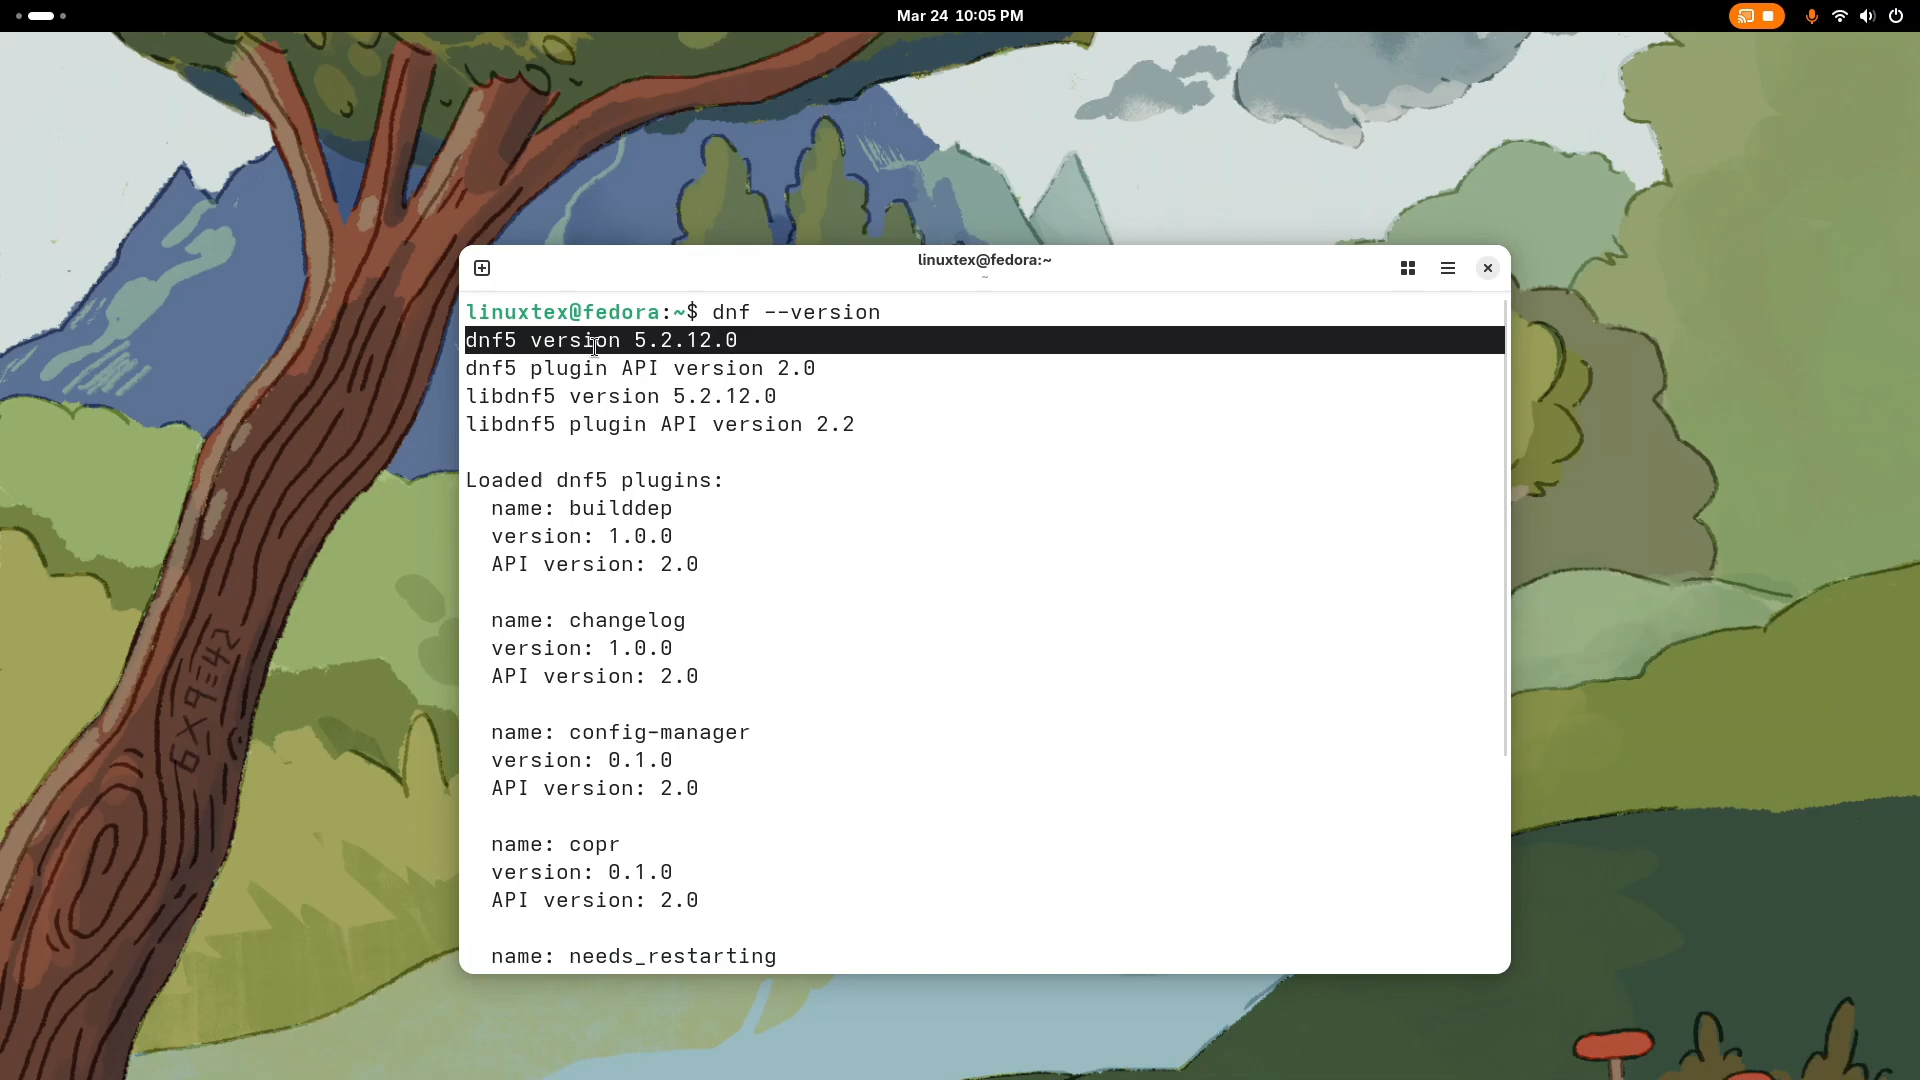 Mar 24 10:05 PM
linuxtex@fedora:~
~
linuxtex@fedora:~$ dnf --version
dnf5 version 5.2.12.0
dnf5 plugin API version 2.0
libdnf5 version 5.2.12.0
libdnf5 plugin API version 2.2
Loaded dnf5 plugins:
name: builddep
version: 1.0.0
API version: 2.0
name: changelog
version: 1.0.0
API version: 2.0
name: config-manager
version: 0.1.0
API version: 2.0
name: copr
version: 0.1.0
API version: 2.0
name: needs_restarting
6×9=42